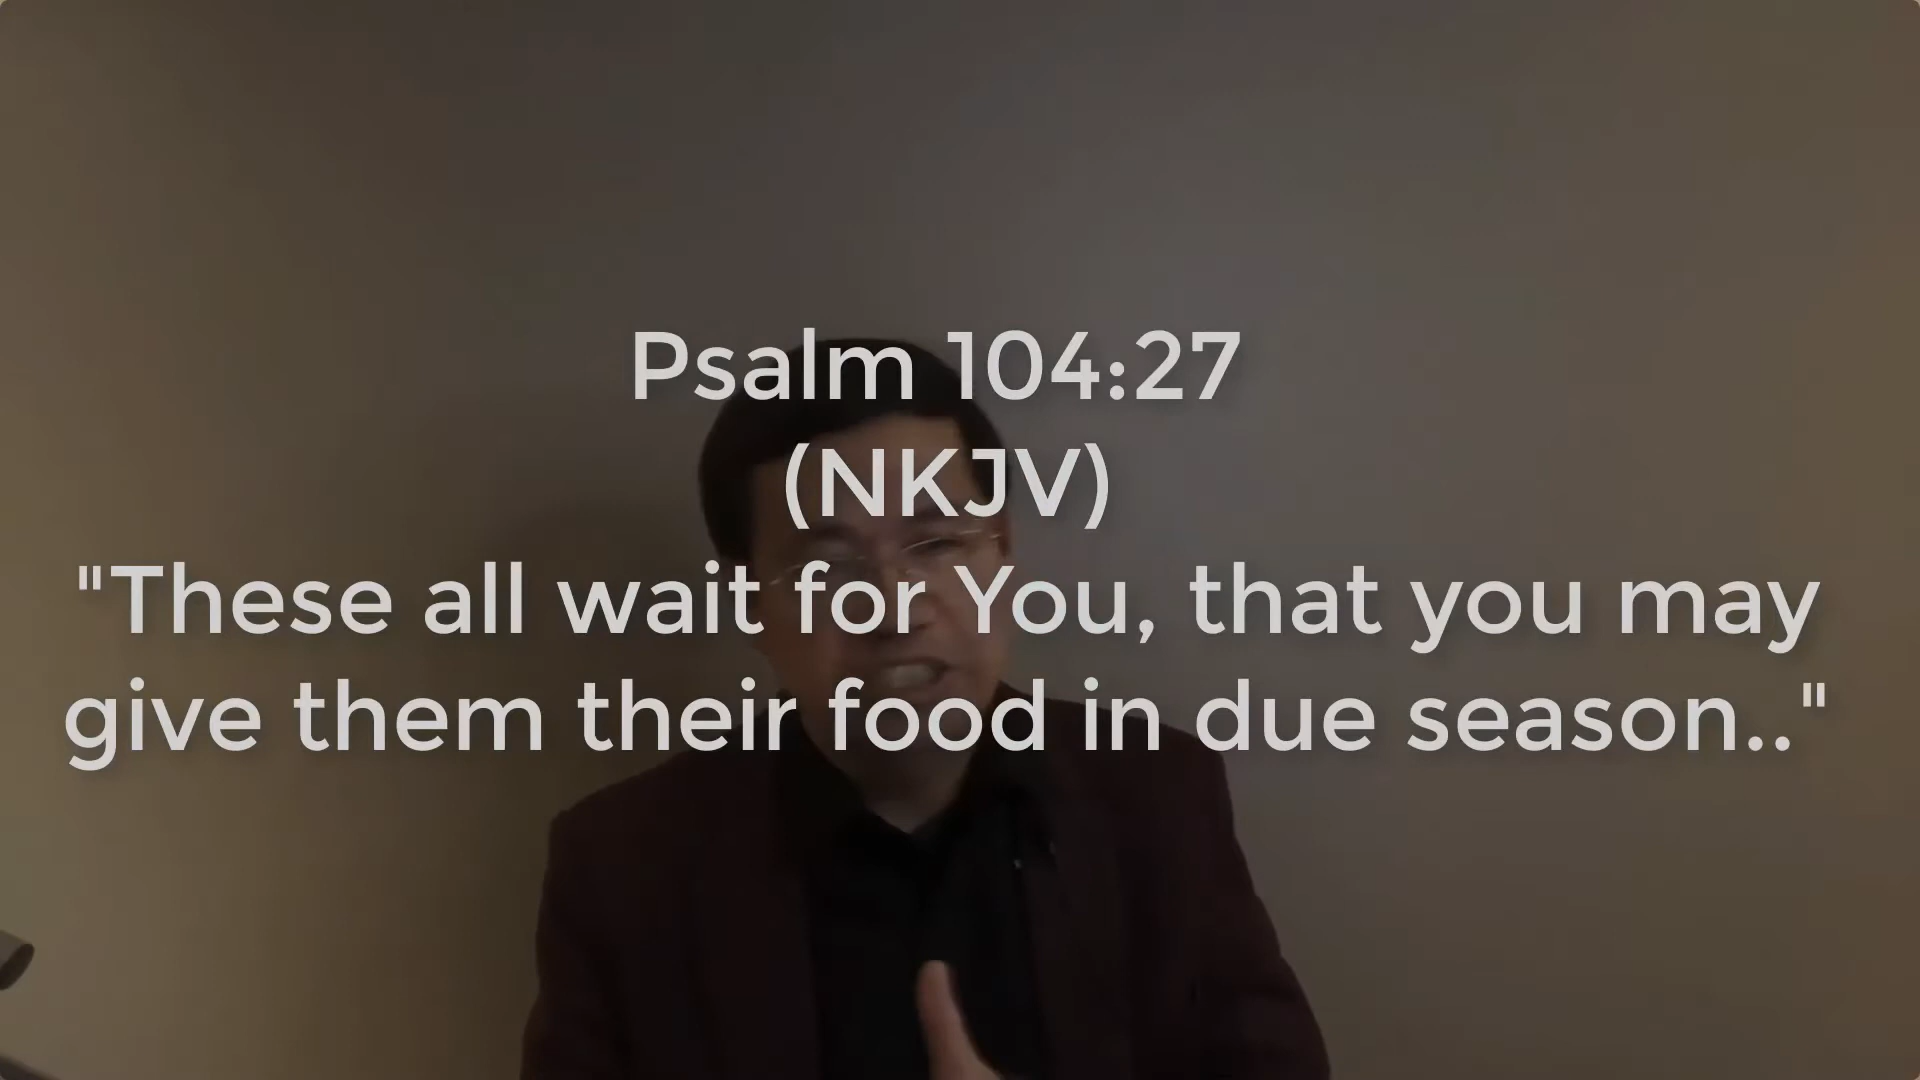 Psalm 104:27
(NKJV)
"These all wait for You, that you may
give them their food in due season.."